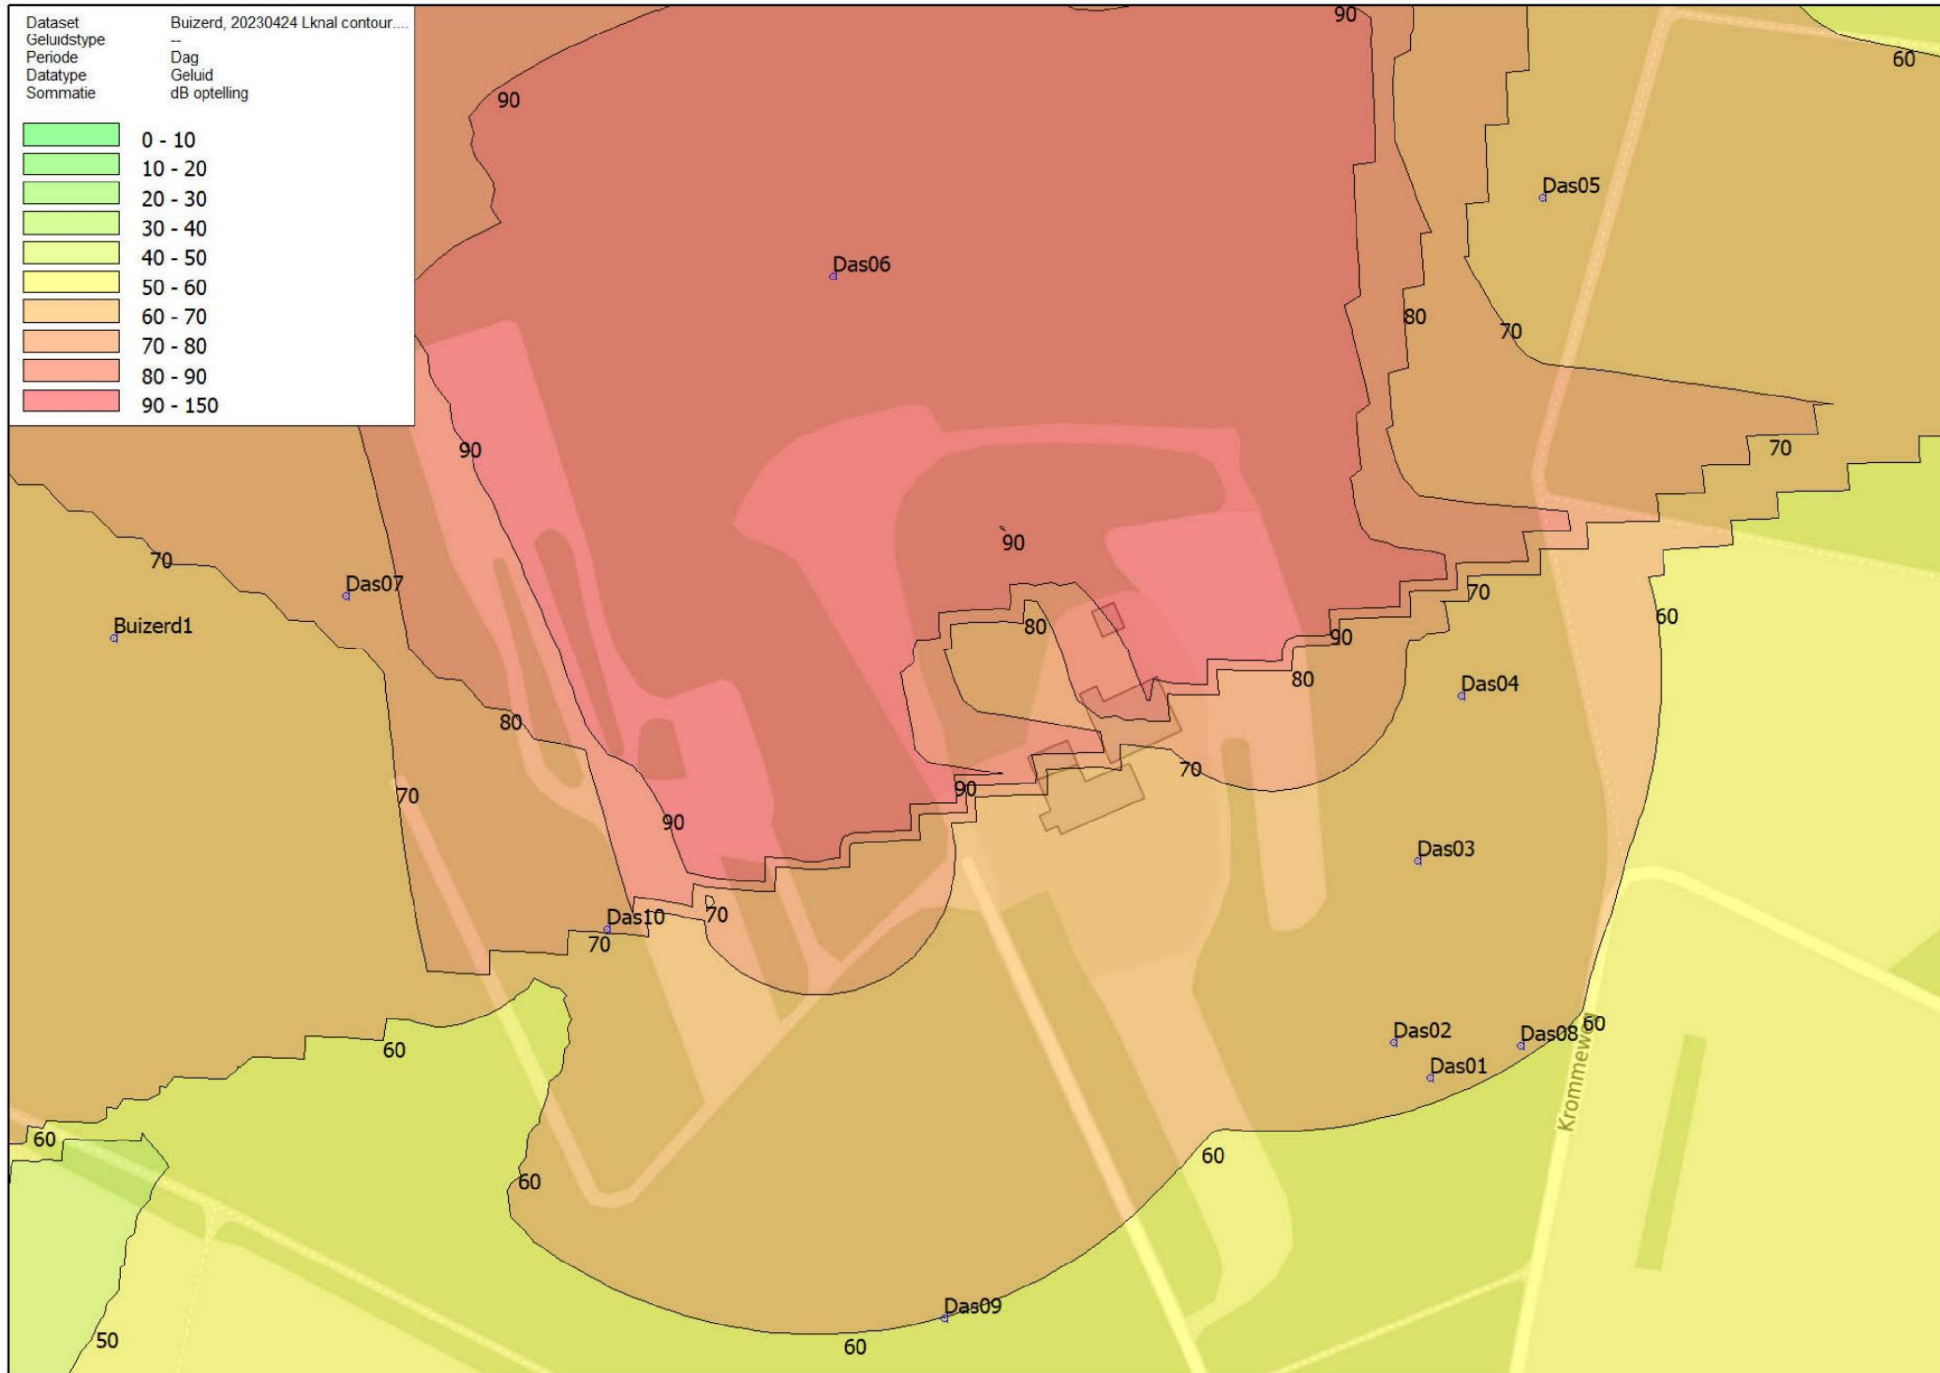 Dataset Buizerd, 20230424 Lknal contour....
Geluidstype --
Periode Dag
Datatype Geluid
Sommatie dB optelling
0 - 10
10 - 20
20 - 30
30 - 40
40 - 50
50 - 60
60 - 70
70 - 80
80 - 90
90 - 150
90
60
90
Das05
Das06
80
70
90
70
90
70
Das07
70
60
Buizerd1
80
90
80
Das04
80
70
70
90
90
Das03
70
Das10
70
60
Das02
Das08
60
Das01
Krommeweg
60
60
60
Das09
50
60